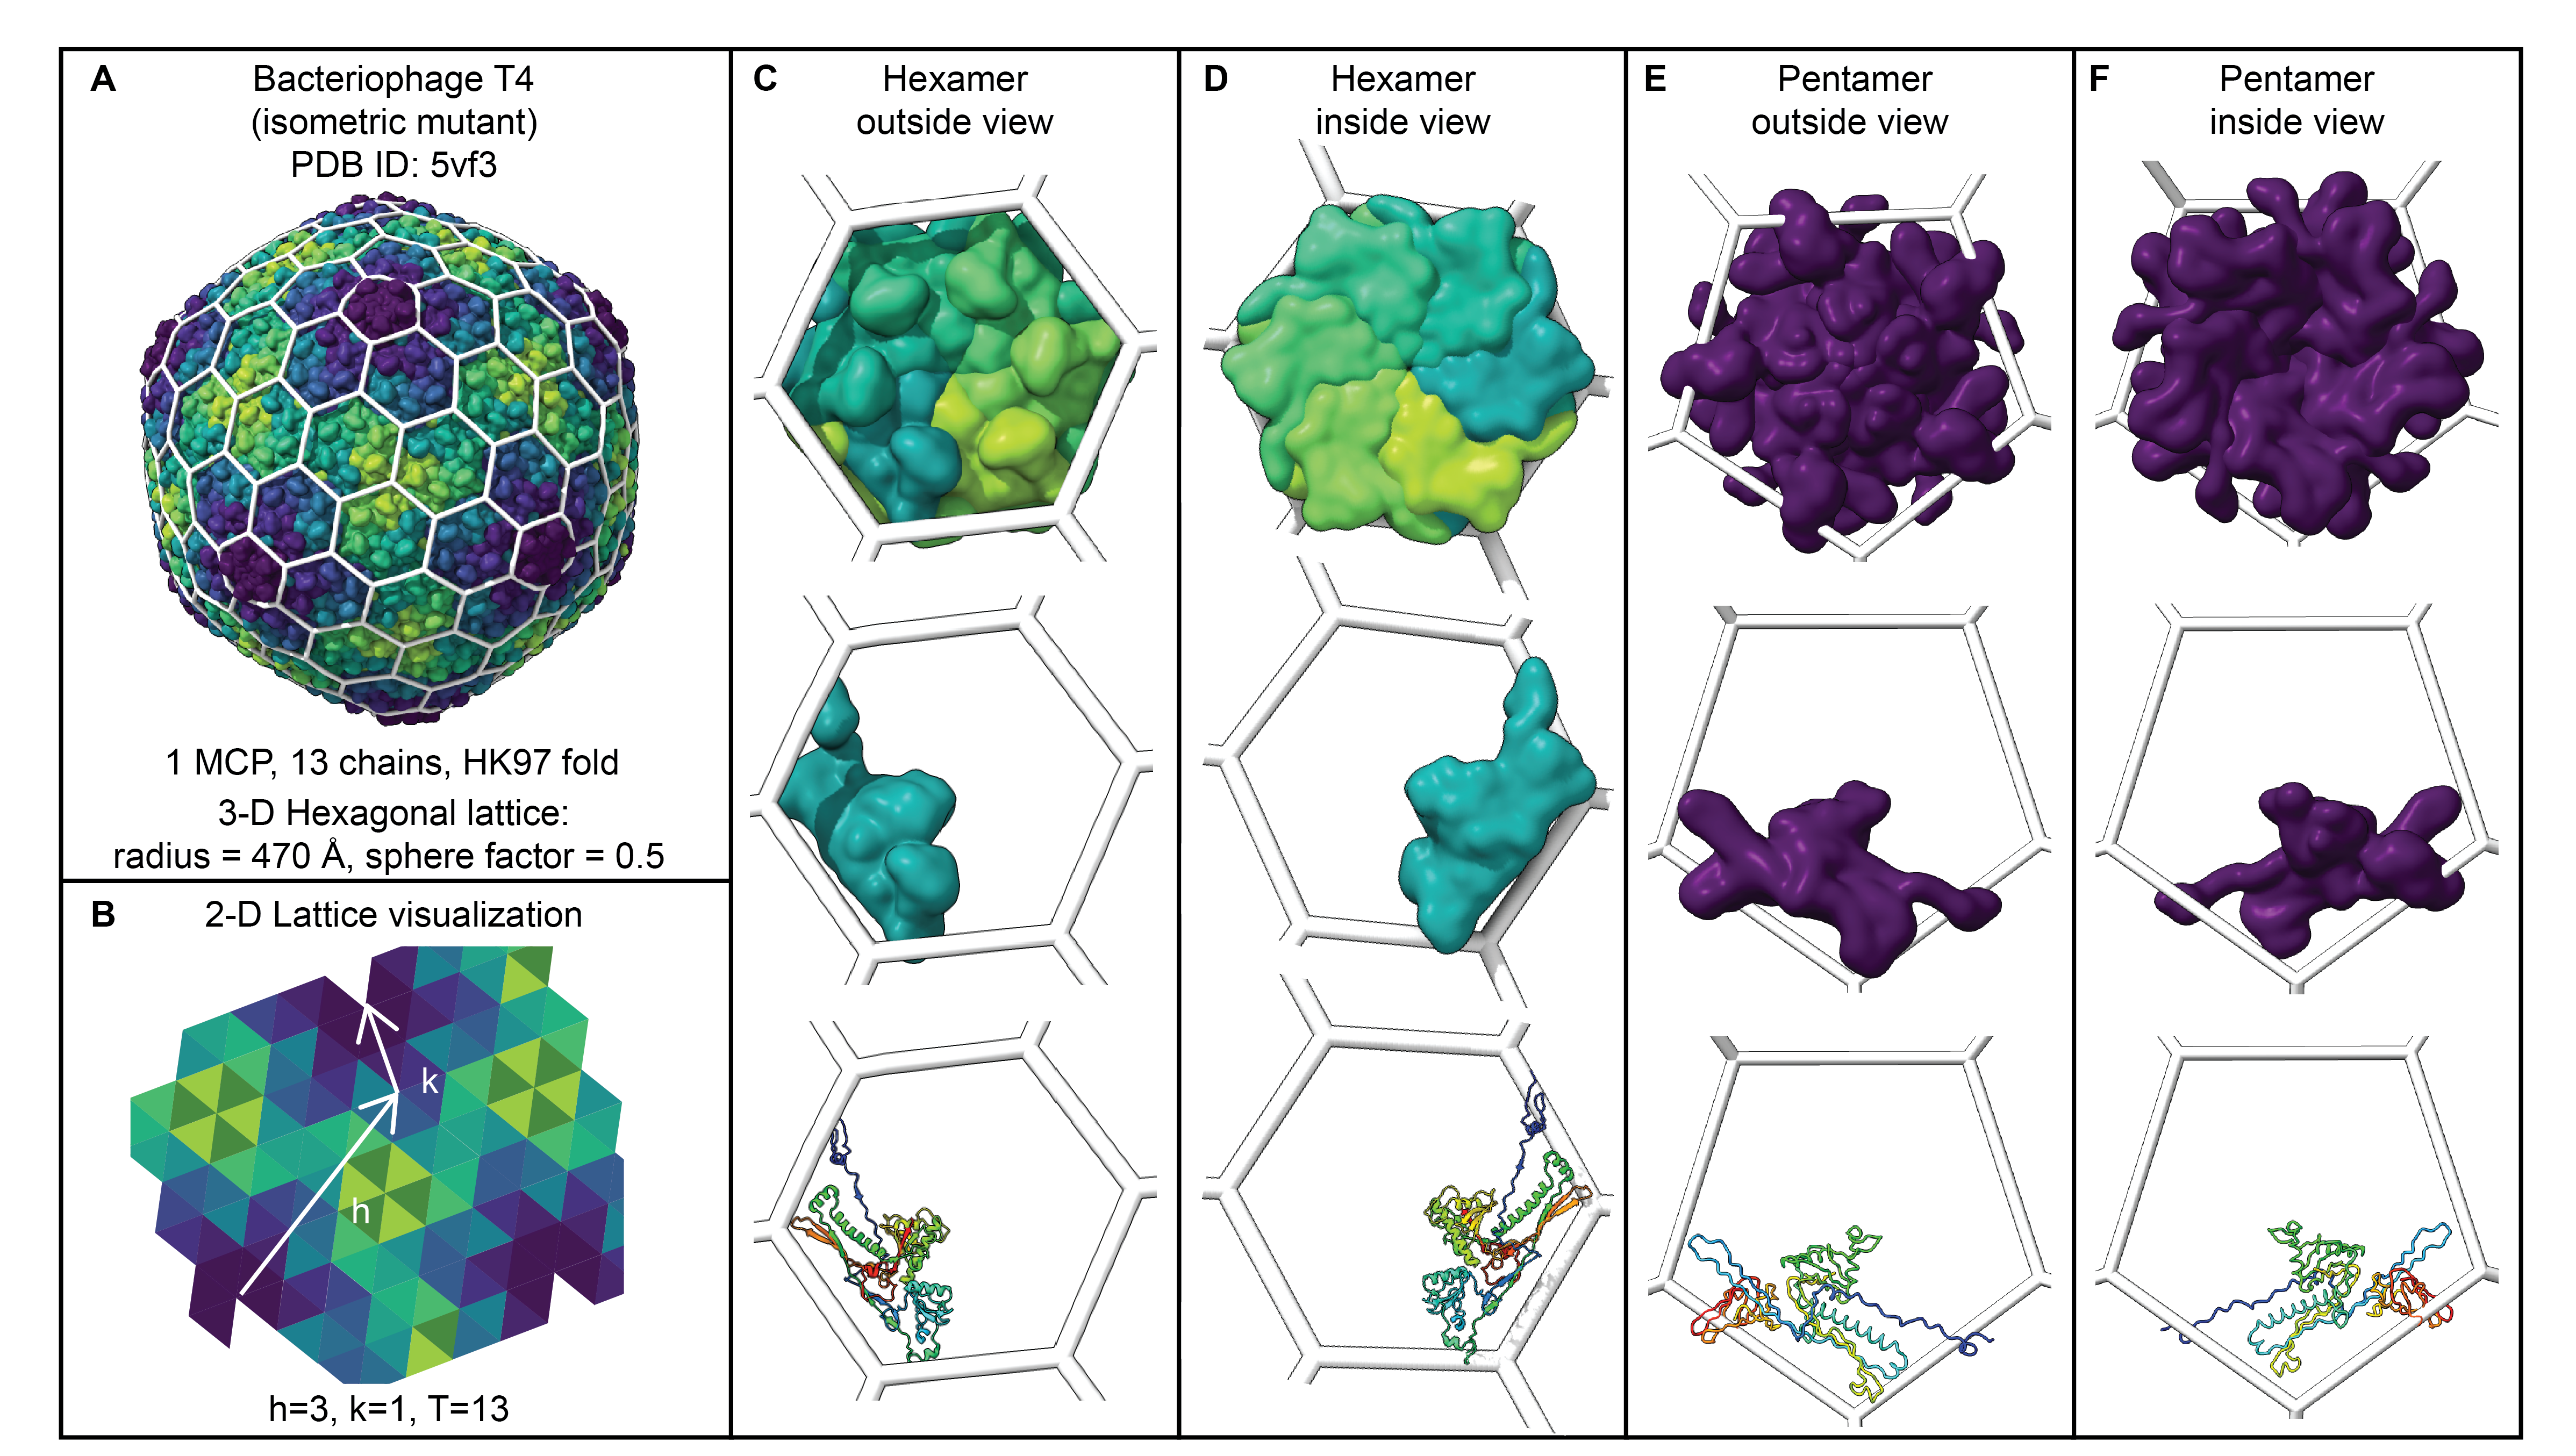 A
Bacteriophage T4
(isometric mutant)
PDB ID: 5vf3
1 MCP, 13 chains, HK97 fold
3-D Hexagonal lattice:
radius = 470 Å, sphere factor = 0.5
B
2-D Lattice visualization
k
h
h=3, k=1, T=13
C
Hexamer
outside view
D
Hexamer
inside view
E
Pentamer
outside view
F
Pentamer
inside view